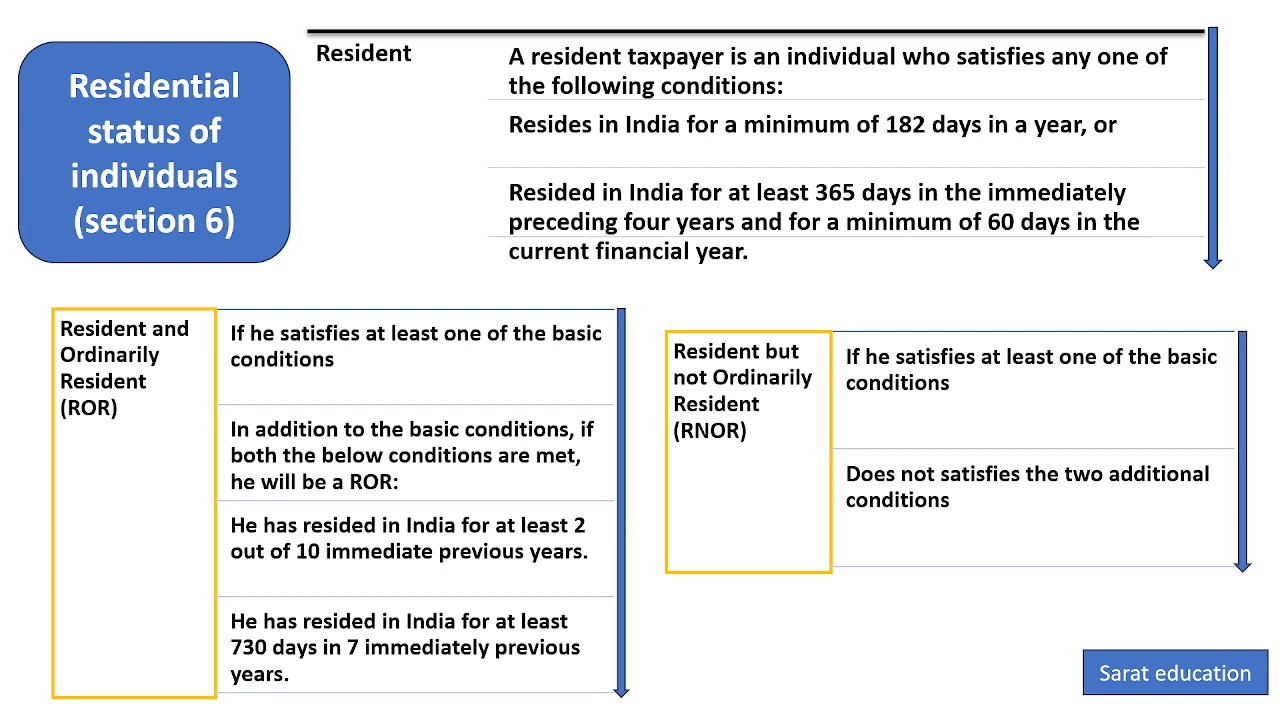 Residential
status of
individuals
(section 6)
Resident
A resident taxpayer is an individual who satisfies any one of
the following conditions:
Resides in India for a minimum of 182 days in a year, or
Resided in India for at least 365 days in the immediately
preceding four years and for a minimum of 60 days in the
current financial year.
Resident and
Ordinarily
Resident
(ROR)
If he satisfies at least one of the basic
conditions
In addition to the basic conditions, if
both the below conditions are met,
he will be a ROR:
He has resided in India for at least 2
out of 10 immediate previous years.
He has resided in India for at least
730 days in 7 immediately previous
years.
Resident but
not Ordinarily
Resident
(RNOR)
If he satisfies at least one of the basic
conditions
Does not satisfies the two additional
conditions
Sarat education